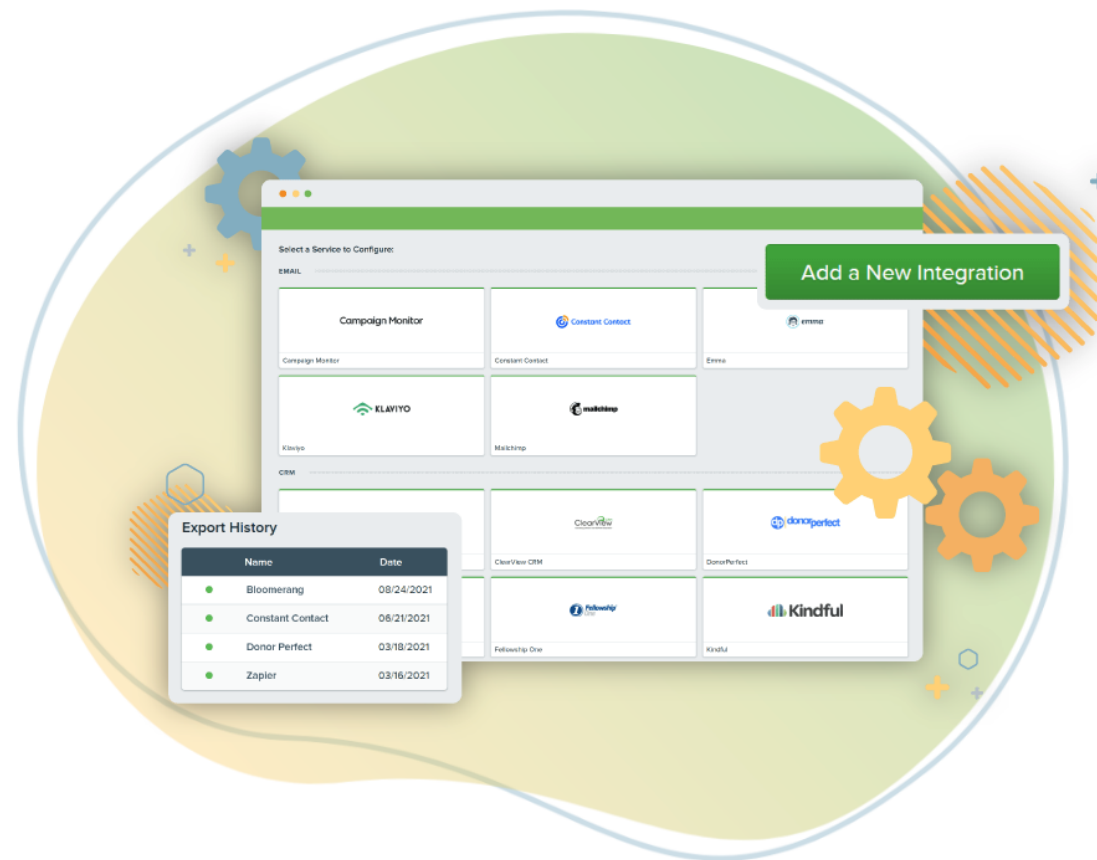 Select a Service to Configure:
EMAIL
Add a New Integration
Campaign Monitor
Constant Contact
emma
Campaign Monitor
Constant Contact
Emma
KLAVIYO
mailchimp
Klaviyo
Mailchimp
CRM
ClearView
dp donorperfect
ClearView CRM
DonorPerfect
Fellowship
One
Kindful
Fellowship One
Kindful
Export History
Name Date
Bloomerang 08/24/2021
Constant Contact 06/21/2021
Donor Perfect 03/18/2021
Zapier 03/16/2021